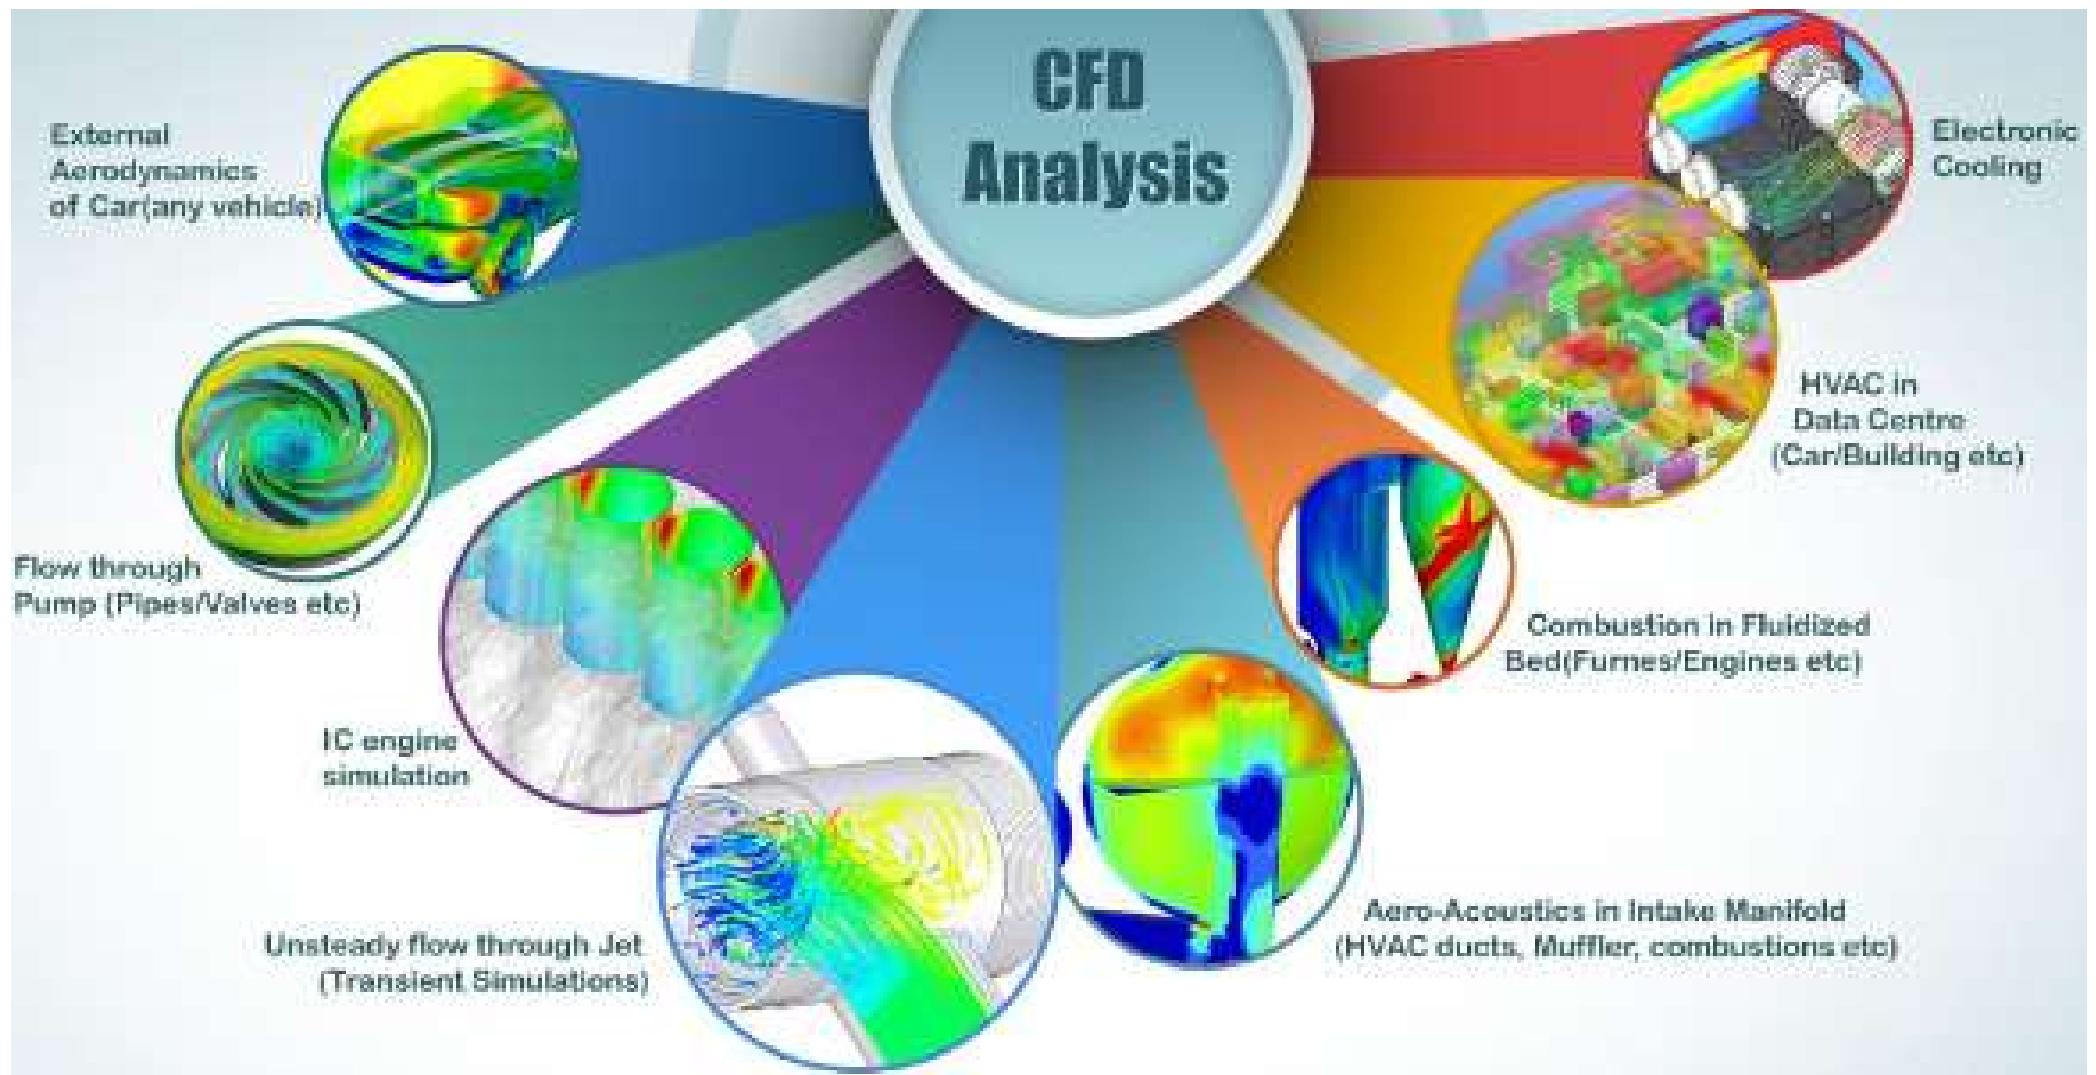 CFD
Analysis
External
Aerodynamics
of Car(any vehicle)
Flow through
Pump (Pipes/Valves etc)
IC engine
simulation
Unsteady flow through Jet
(Transient Simulations)
Aero-Acoustics in Intake Manifold
(HVAC ducts, Muffler, combustions etc)
Combustion in Fluidized
Bed(Furnes/Engines etc)
HVAC in
Data Centre
(Car/Building etc)
Electronic
Cooling